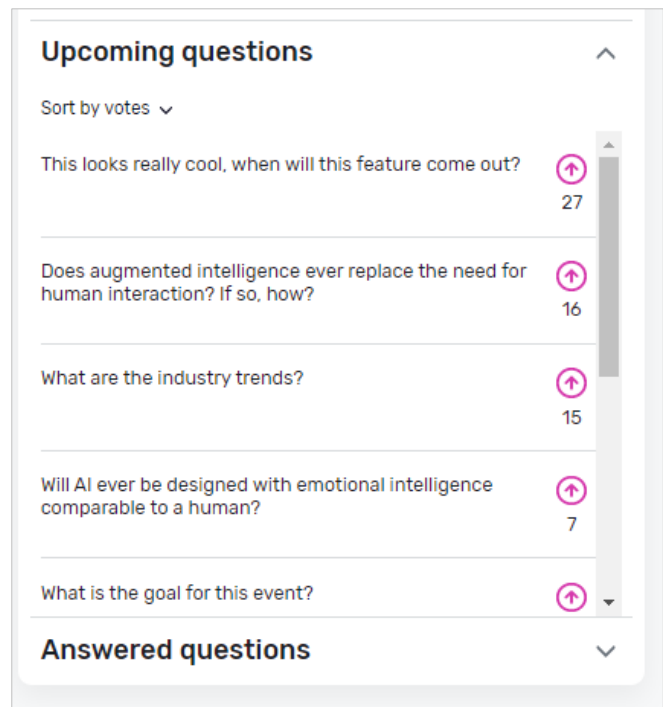 Upcoming questions
Sort by votes
This looks really cool, when will this feature come out?
27
Does augmented intelligence ever replace the need for
human interaction? If so, how?
16
What are the industry trends?
15
Will AI ever be designed with emotional intelligence
comparable to a human?
7
What is the goal for this event?
Answered questions